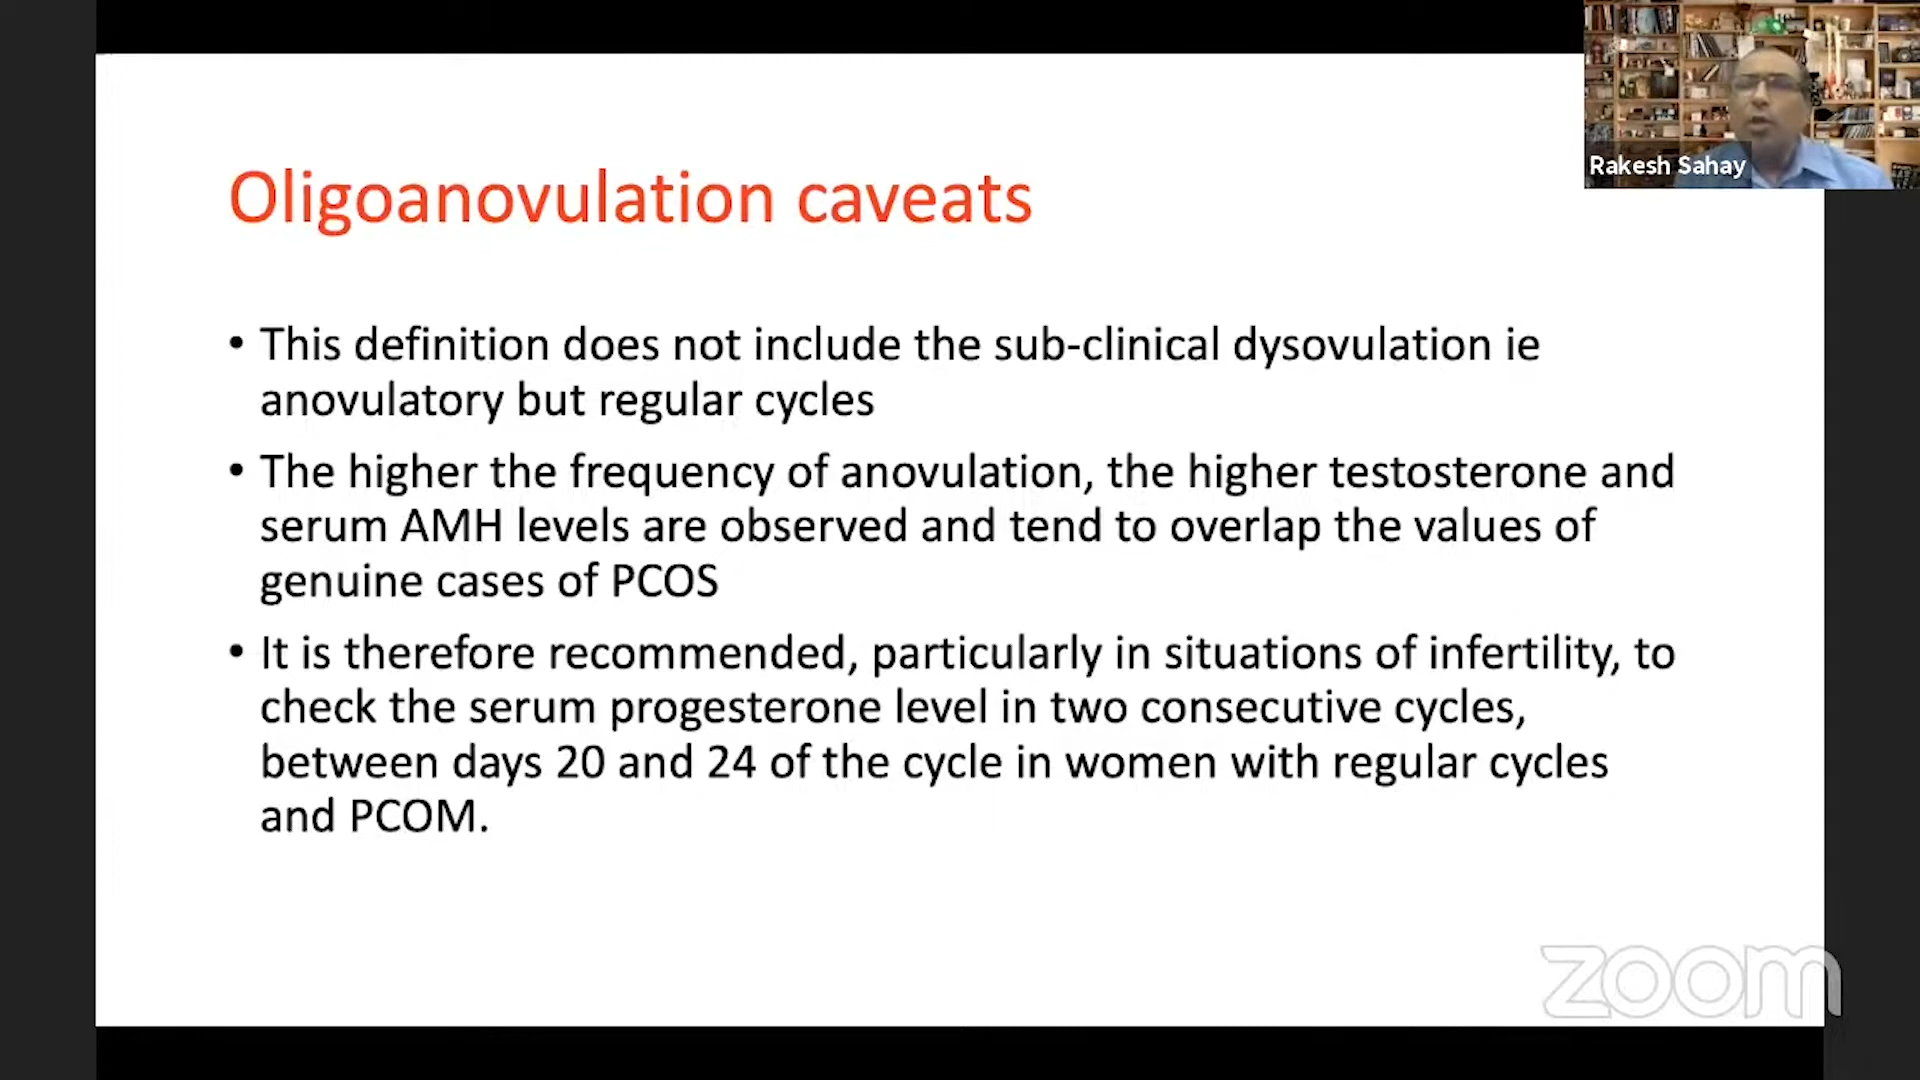 Rakesh Sahay
Oligoanovulation caveats
• This definition does not include the sub-clinical dysovulation ie
anovulatory but regular cycles
• The higher the frequency of anovulation, the higher testosterone and
serum AMH levels are observed and tend to overlap the values of
genuine cases of PCOS
• It is therefore recommended, particularly in situations of infertility, to
check the serum progesterone level in two consecutive cycles,
between days 20 and 24 of the cycle in women with regular cycles
and PCOM.
zoom